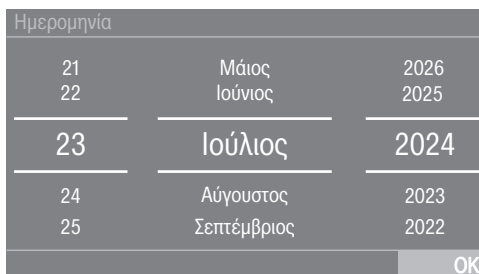 Ημερομηνία
21 Μάιος 2026
22 Ιούνιος 2025
23 Ιούλιος 2024
24 Αύγουστος 2023
25 Σεπτέμβριος 2022
OK